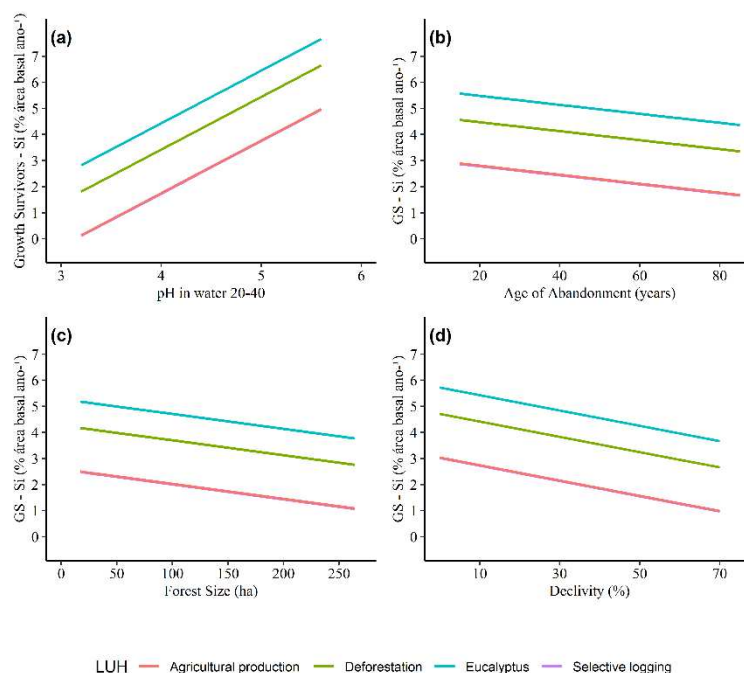 (a)
Growth Survivors - Si (% área basal ano-¹)
7
6
5
4
3
2
1
0
3 4 5 6
pH in water 20-40
(b)
GS - Si (% área basal ano-¹)
7
6
5
4
3
2
1
0
20 40 60 80
Age of Abandonment (years)
(c)
GS - Si (% área basal ano-¹)
7
6
5
4
3
2
1
0
0 50 100 150 200 250
Forest Size (ha)
(d)
GS - Si (% área basal ano-¹)
7
6
5
4
3
2
1
0
10 30 50 70
Declivity (%)
LUH Agricultural production Deforestation Eucalyptus Selective logging